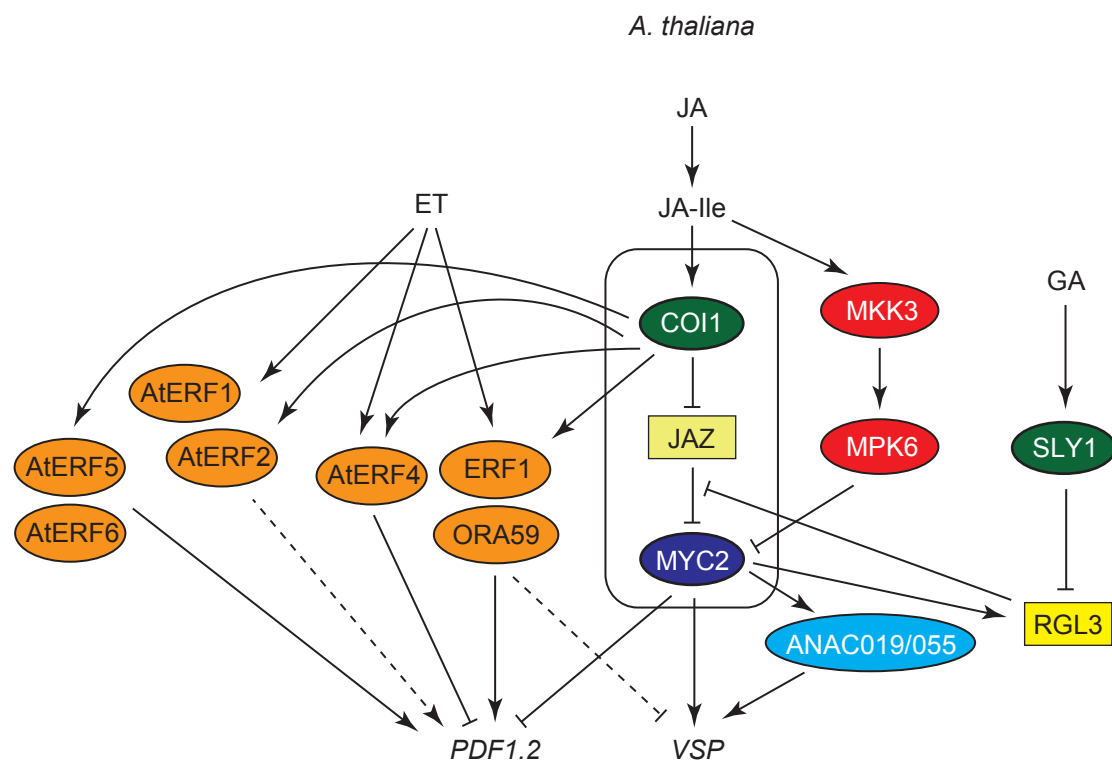 A. thaliana
JA
ET
JA-Ile
GA
COI1
MKK3
AtERF1
JAZ
MPK6
SLY1
AtERF5
AtERF2
AtERF4
ERF1
AtERF6
ORA59
MYC2
RGL3
ANAC019/055
PDF1.2
VSP